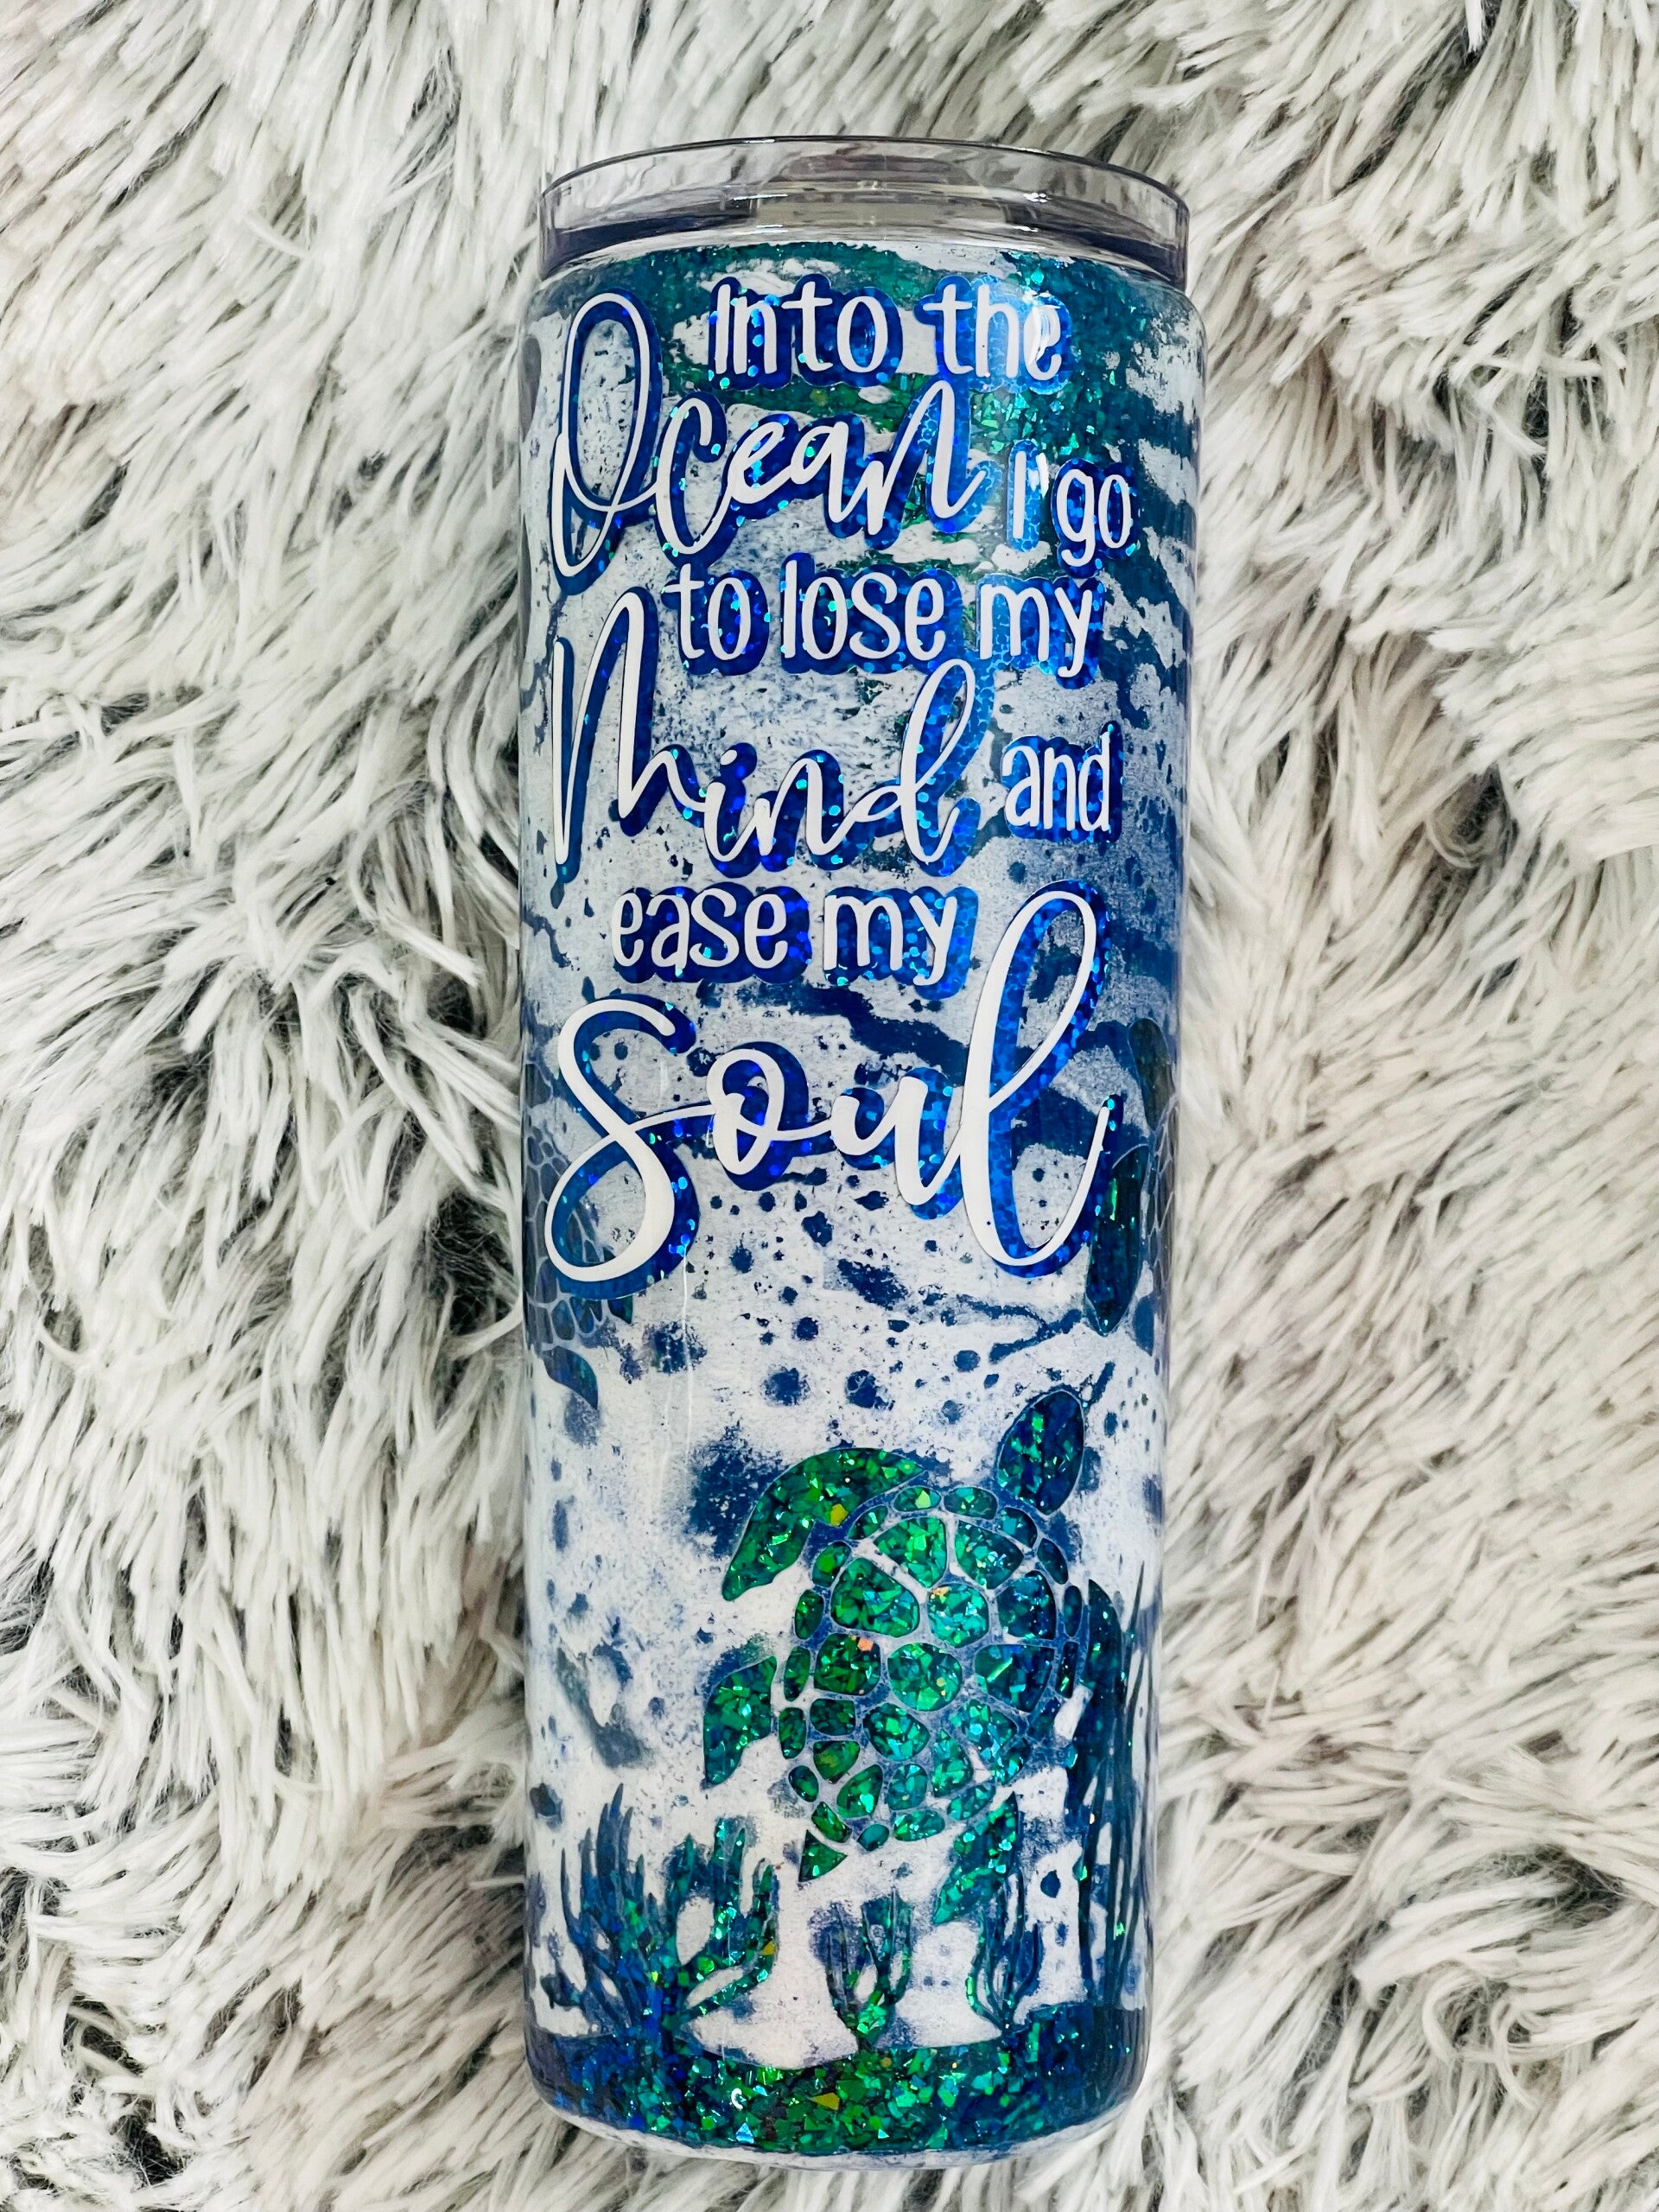 Into the
Ocean I go
to lose my
Mind and
ease my
Soul